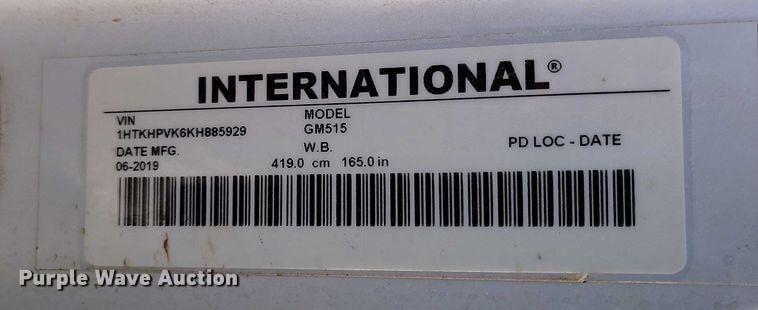 INTERNATIONAL®
VIN
1HTKHPVK6KH885929
MODEL
GM515
DATE MFG.
06-2019
W.B.
419.0 cm 165.0 in
PD LOC - DATE
Purple Wave Auction